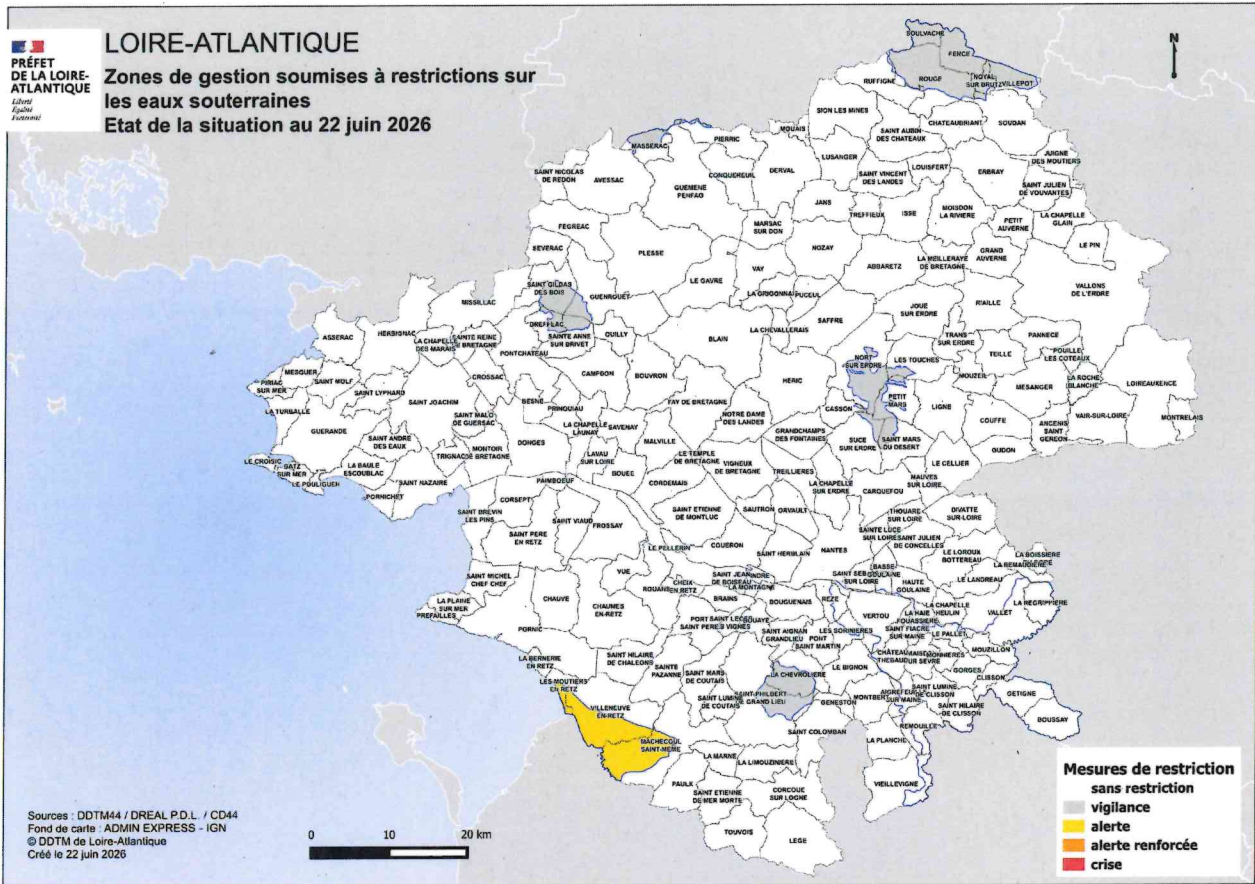 PRÉFET
DE LA LOIRE-
ATLANTIQUE
Liberté
Égalité
Fraternité
LOIRE-ATLANTIQUE
Zones de gestion soumises à restrictions sur
les eaux souterraines
Etat de la situation au 22 juin 2026
N
SOULVACHE
FERCE
ROUGE
NOYAL
SUR BRUTZ
VILLEPOT
RUFFIGNE
SION LES MINES
CHATEAUBRIANT
SOUDAN
SAINT AUBIN
DES CHATEAUX
MOUAIS
PIERRIC
MASSERAC
LUSANGER
LOUISFERT
JUIGNE
DES MOUTIERS
SAINT NICOLAS
DE REDON
AVESSAC
CONQUEREUIL
DERVAL
SAINT VINCENT
DES LANDES
ERBRAY
SAINT JULIEN
DE VOUVANTES
GUEMENE
PENFAO
JANS
TREFFIEUX
ISSE
MOISDON
LA RIVIERE
PETIT
AUVERNE
LA CHAPELLE
GLAIN
FEGREAC
MARSAC
SUR DON
NOZAY
LE PIN
SEVERAC
PLESSE
ABBARETZ
LA MEILLERAYE
DE BRETAGNE
GRAND
AUVERNE
LE GAVRE
VAY
LA GRIGONNAI
PUCEUL
VALLONS
DE L'ERDRE
SAINT GILDAS
DES BOIS
GUENROUET
MISSILLAC
RIAILLE
JOUE
SUR ERDRE
SAFFRE
DREFFEAC
SAINTE ANNE
SUR BRIVET
QUILLY
LA CHEVALLERAIS
TRANS
SUR ERDRE
PANNECE
ASSERAC
HERBIGNAC
LA CHAPELLE
DES MARAIS
SAINTE REINE
DE BRETAGNE
PONTCHATEAU
BLAIN
TEILLE
POUILLE
LES COTEAUX
NORT
SUR ERDRE
LES TOUCHES
MESQUER
PIRIAC
SUR MER
SAINT MOLF
CROSSAC
CAMPBON
BOUVRON
HERIC
MOUZEIL
MESANGER
LA ROCHE
BLANCHE
LOIREAUXENCE
SAINT LYPHARD
SAINT JOACHIM
BESNE
PRINQUIAU
FAY DE BRETAGNE
PETIT
MARS
LIGNE
LA TURBALLE
SAINT MALO
DE GUERSAC
LA CHAPELLE
LAUNAY
SAVENAY
NOTRE DAME
DES LANDES
CASSON
COUFFE
VAIR-SUR-LOIRE
MONTRELAIS
GUERANDE
GRANDCHAMPS
DES FONTAINES
ANCENIS
SAINT
GEREON
SAINT ANDRE
DES EAUX
MONTOIR
DE BRETAGNE
TRIGNAC
DONGES
LAVAU
SUR LOIRE
MALVILLE
SUCE
SUR ERDRE
SAINT MARS
DU DESERT
OUDON
LE CROISIC
BATZ
SUR MER
LE POULIGUEN
LA BAULE
ESCOUBLAC
BOUEE
LE TEMPLE
DE BRETAGNE
VIGNEUX
DE BRETAGNE
TREILLIERES
LE CELLIER
PORNICHET
SAINT NAZAIRE
PAIMBOEUF
CORDEMAIS
LA CHAPELLE
SUR ERDRE
CARQUEFOU
MAUVES
SUR LOIRE
CORSEPT
SAINT BREVIN
LES PINS
SAINT VIAUD
FROSSAY
SAINT ETIENNE
DE MONTLUC
SAUTRON
ORVAULT
THOUARE
SUR LOIRE
DIVATTE
SUR-LOIRE
SAINT PERE
EN RETZ
SAINTE LUCE
SUR LOIRE
SAINT JULIEN
DE CONCELLES
LE PELLERIN
COUERON
SAINT HERBLAIN
NANTES
LE LOROUX
BOTTEREAU
LA BOISSIERE
LA REMAUDIERE
SAINT MICHEL
CHEF CHEF
VUE
ROUANS
CHEIX
EN RETZ
SAINT JEAN
DE BOISEAU
INDRE
LA MONTAGNE
SAINT SEB
SUR LOIRE
BASSE
GOULAINE
HAUTE
GOULAINE
LE LANDREAU
LA PLAINE
SUR MER
PREFAILLES
CHAUVE
CHAUMES
EN-RETZ
BRAINS
BOUGUENAIS
REZE
VERTOU
LA CHAPELLE
HEULIN
VALLET
LA REGRIPPIERE
PORT
SAINT PERE
SAINT LEGER
LES VIGNES
BOUAYE
LA HAIE
FOUASSIERE
SAINT FIACRE
SUR MAINE
PORNIC
SAINT AIGNAN
GRANDLIEU
PONT
SAINT MARTIN
LES SORINIERES
LE PALLET
MOUZILLON
LA BERNERIE
EN RETZ
SAINT HILAIRE
DE CHALEONS
SAINTE
PAZANNE
SAINT MARS
DE COUTAIS
LA CHEVROLIERE
LE BIGNON
CHATEAU
THEBAUD
MAISDON
SUR SEVRE
MONNIERES
GORGES
CLISSON
LES MOUTIERS
EN RETZ
SAINT LUMINE
DE COUTAIS
SAINT-PHILBERT
DE GRAND LIEU
GENESTON
MONTBERT
AIGREFEUILLE
SUR MAINE
SAINT LUMINE
DE CLISSON
SAINT HILAIRE
DE CLISSON
GETIGNE
BOUSSAY
VILLENEUVE
EN-RETZ
MACHECOUL
SAINT-MEME
SAINT COLOMBAN
REMOUILLE
LA PLANCHE
LA MARNE
LA LIMOUZINIERE
VIEILLEVIGNE
PAULX
SAINT ETIENNE
DE MER MORTE
CORCOUE
SUR LOGNE
TOUVOIS
LEGE
Mesures de restriction
sans restriction
vigilance
alerte
alerte renforcée
crise
Sources : DDTM44 / DREAL P.D.L. / CD44
Fond de carte : ADMIN EXPRESS - IGN
© DDTM de Loire-Atlantique
Créé le 22 juin 2026
0 10 20 km